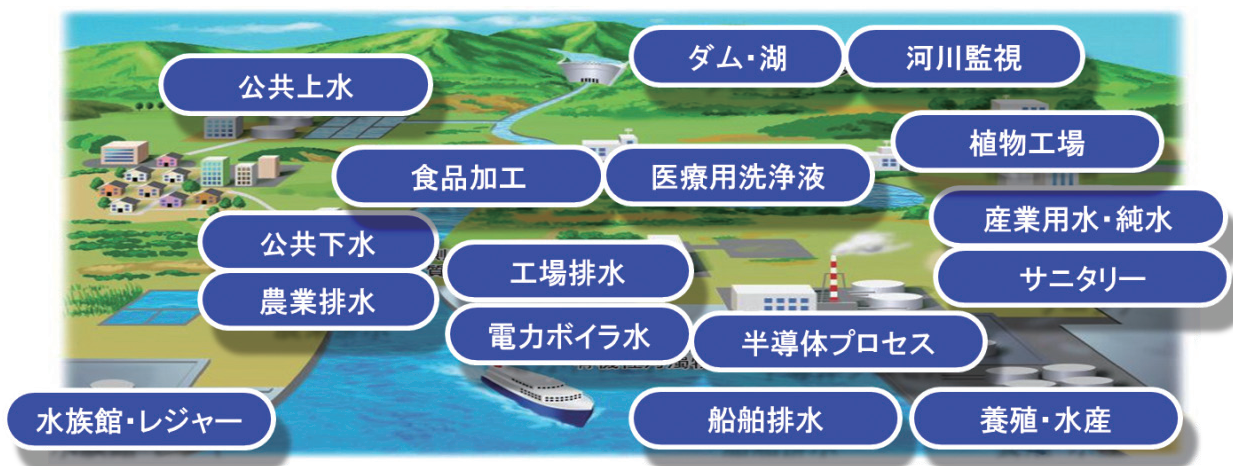 ダム・湖
河川監視
公共上水
植物工場
食品加工
医療用洗浄液
産業用水・純水
公共下水
工場排水
サニタリー
農業排水
電力ボイラ水
半導体プロセス
水族館・レジャー
船舶排水
養殖・水産